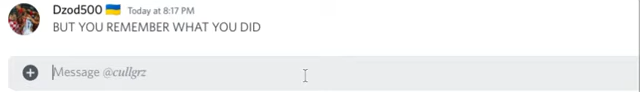 Dzod500 🇺🇦 Today at 8:17 PM
BUT YOU REMEMBER WHAT YOU DID
Message @cullgrz